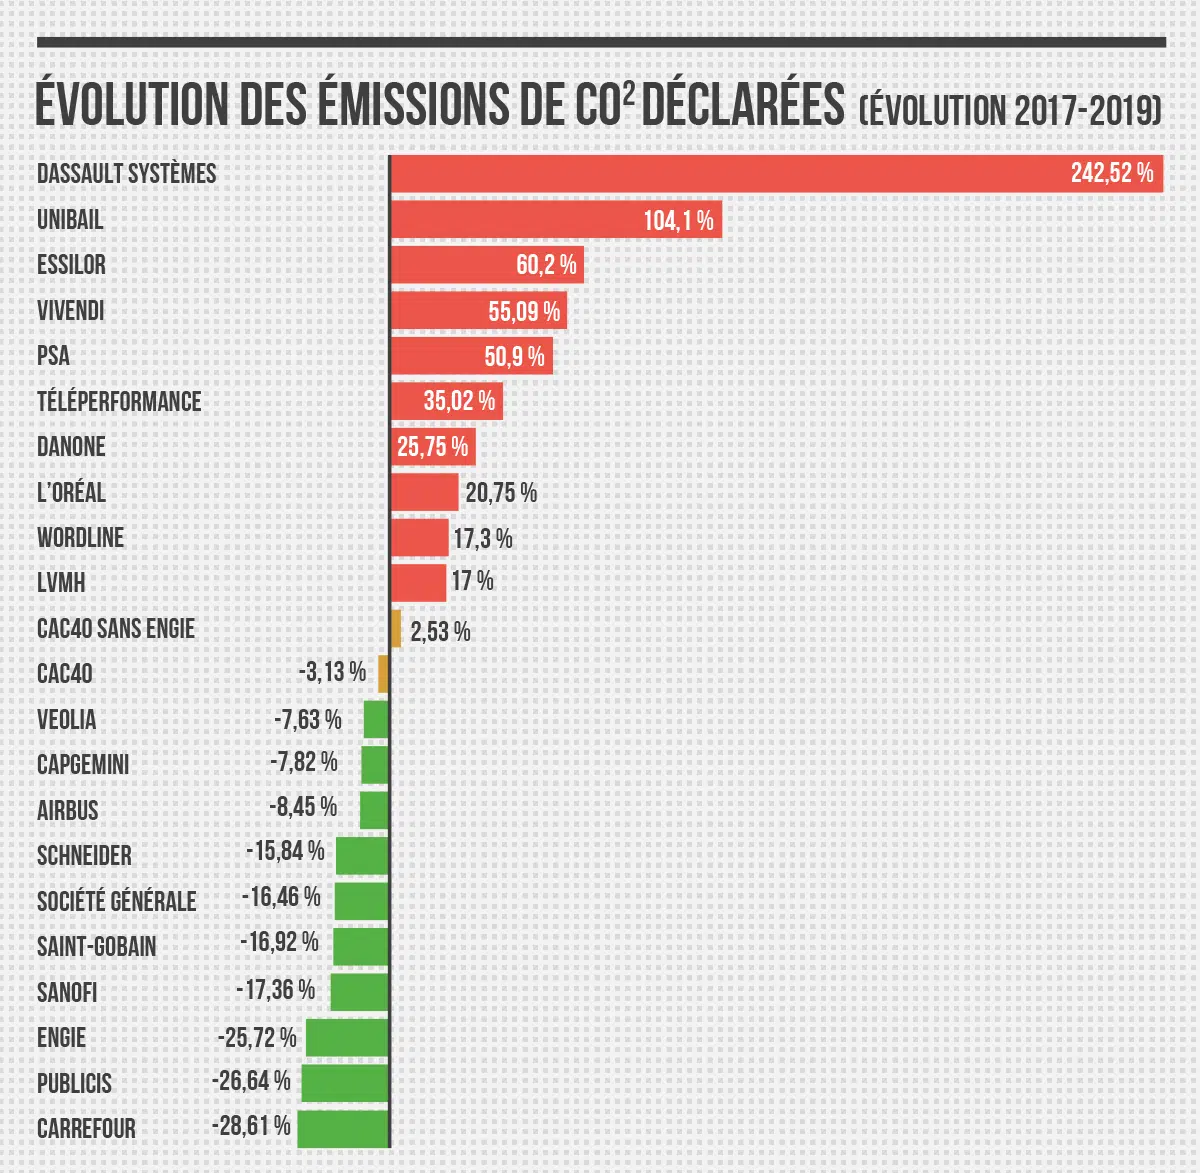 ÉVOLUTION DES ÉMISSIONS DE CO² DÉCLARÉES (ÉVOLUTION 2017-2019)
DASSAULT SYSTÈMES 242,52 %
UNIBAIL 104,1 %
ESSILOR 60,2 %
VIVENDI 55,09 %
PSA 50,9 %
TÉLÉPERFORMANCE 35,02 %
DANONE 25,75 %
L'ORÉAL 20,75 %
WORDLINE 17,3 %
LVMH 17 %
CAC40 SANS ENGIE 2,53 %
CAC40 -3,13 %
VEOLIA -7,63 %
CAPGEMINI -7,82 %
AIRBUS -8,45 %
SCHNEIDER -15,84 %
SOCIÉTÉ GÉNÉRALE -16,46 %
SAINT-GOBAIN -16,92 %
SANOFI -17,36 %
ENGIE -25,72 %
PUBLICIS -26,64 %
CARREFOUR -28,61 %